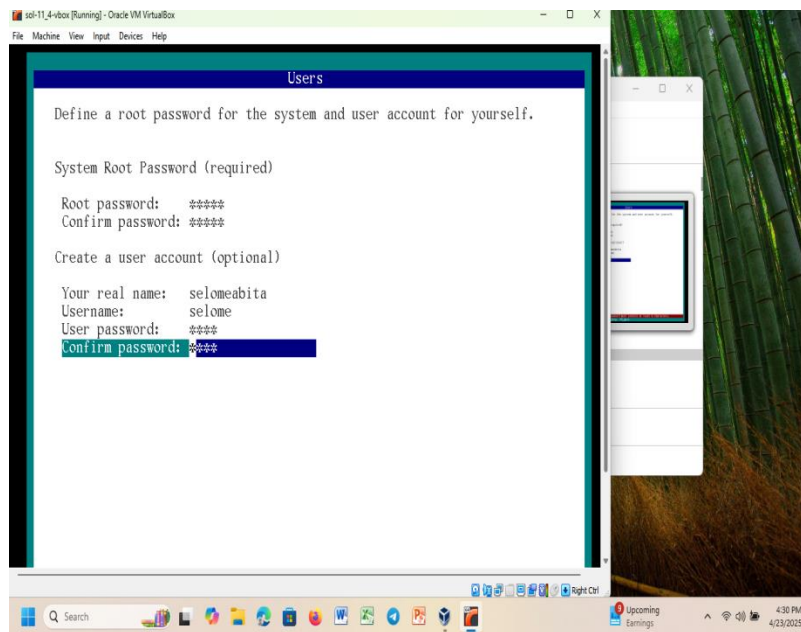 sol-11_4-vbox [Running] - Oracle VM VirtualBox
File Machine View Input Devices Help
Users
Define a root password for the system and user account for yourself.
System Root Password (required)
Root password: *****
Confirm password: *****
Create a user account (optional)
Your real name: selomeabita
Username: selome
User password: ****
Confirm password: ****
Right Ctrl
Search
9
Upcoming
Earnings
4:30 PM
4/23/2025